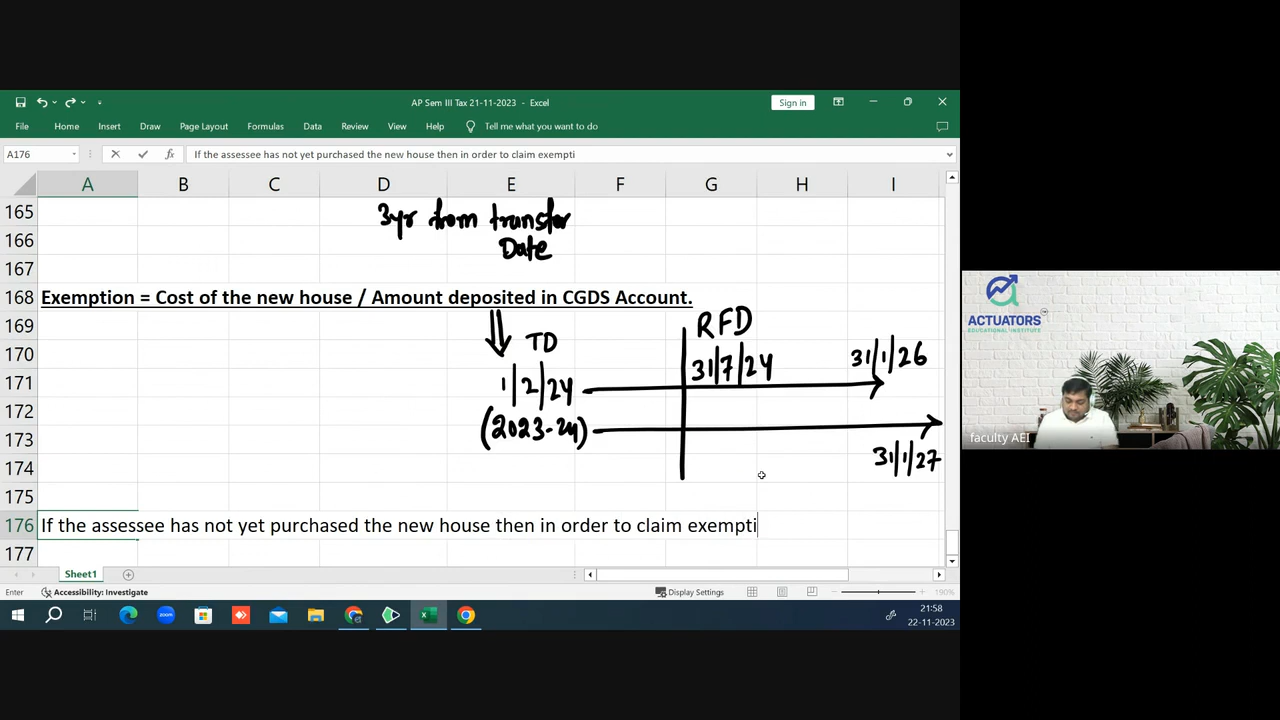 AP Sem III Tax 21-11-2023 - Excel
Sign in
File Home Insert Draw Page Layout Formulas Data Review View Help Tell me what you want to do
A176 If the assessee has not yet purchased the new house then in order to claim exempti
A B C D E F G H I
165
3yr from transfer
166
Date
167
168 Exemption = Cost of the new house / Amount deposited in CGDS Account.
169
RFD
170
TD
31/7/24
31/1/26
171
1/2/24
172
(2023-24)
173
31/1/27
174
175
176 If the assessee has not yet purchased the new house then in order to claim exempti
177
Sheet1
Enter Accessibility: Investigate Display Settings 190%
zoom
21:58
22-11-2023
ACTUATORS
EDUCATIONAL INSTITUTE
TM
faculty AEI